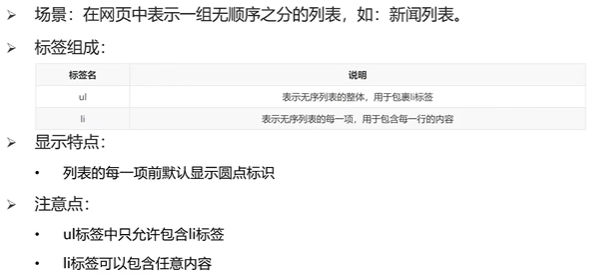 ➢ 场景：在网页中表示一组无顺序之分的列表，如：新闻列表。
➢ 标签组成：
标签名 说明
ul 表示无序列表的整体，用于包裹li标签
li 表示无序列表的每一项，用于包含每一行的内容
➢ 显示特点：
• 列表的每一项前默认显示圆点标识
➢ 注意点：
• ul标签中只允许包含li标签
• li标签可以包含任意内容